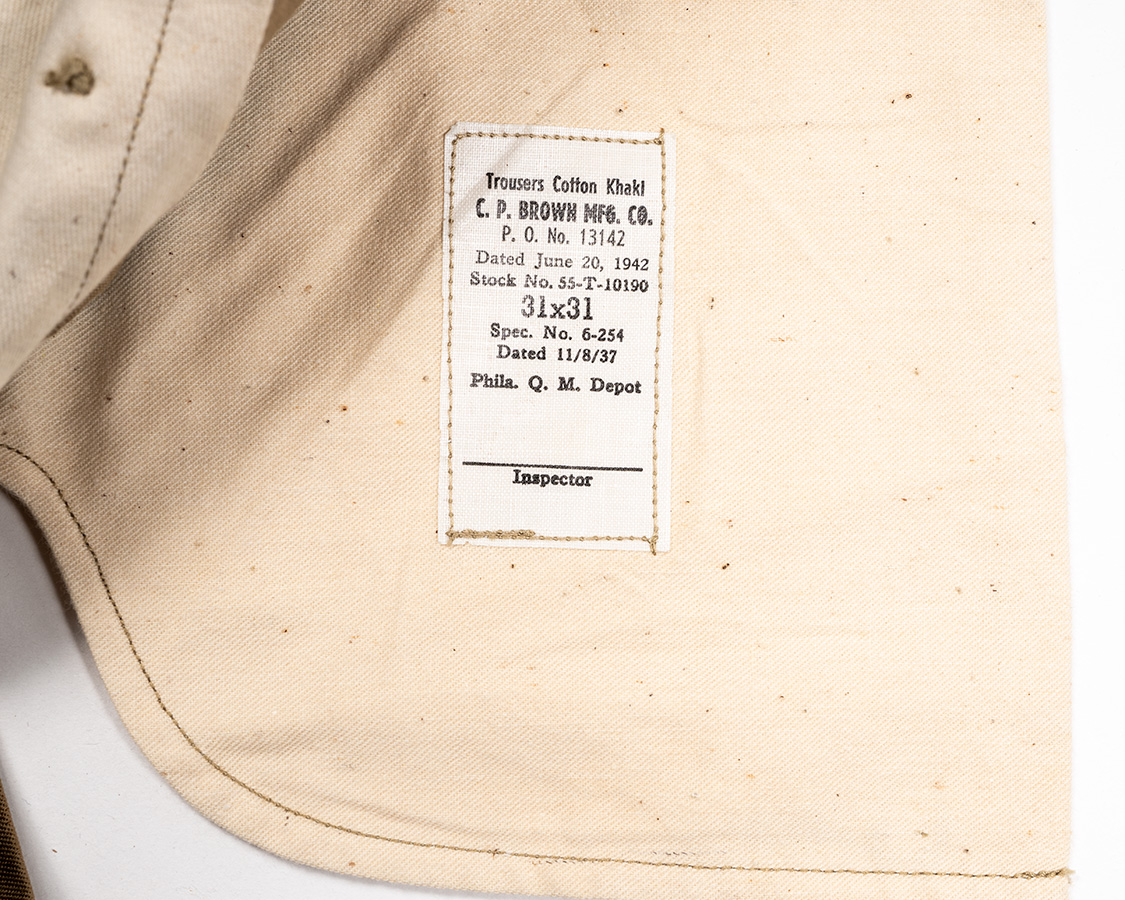 Trousers Cotton Khaki
C. P. BROWN MFG. CO.
P. O. No. 13142
Dated June 20, 1942
Stock No. 55-T-10190
31x31
Spec. No. 6-254
Dated 11/8/37
Phila. Q. M. Depot
Inspector